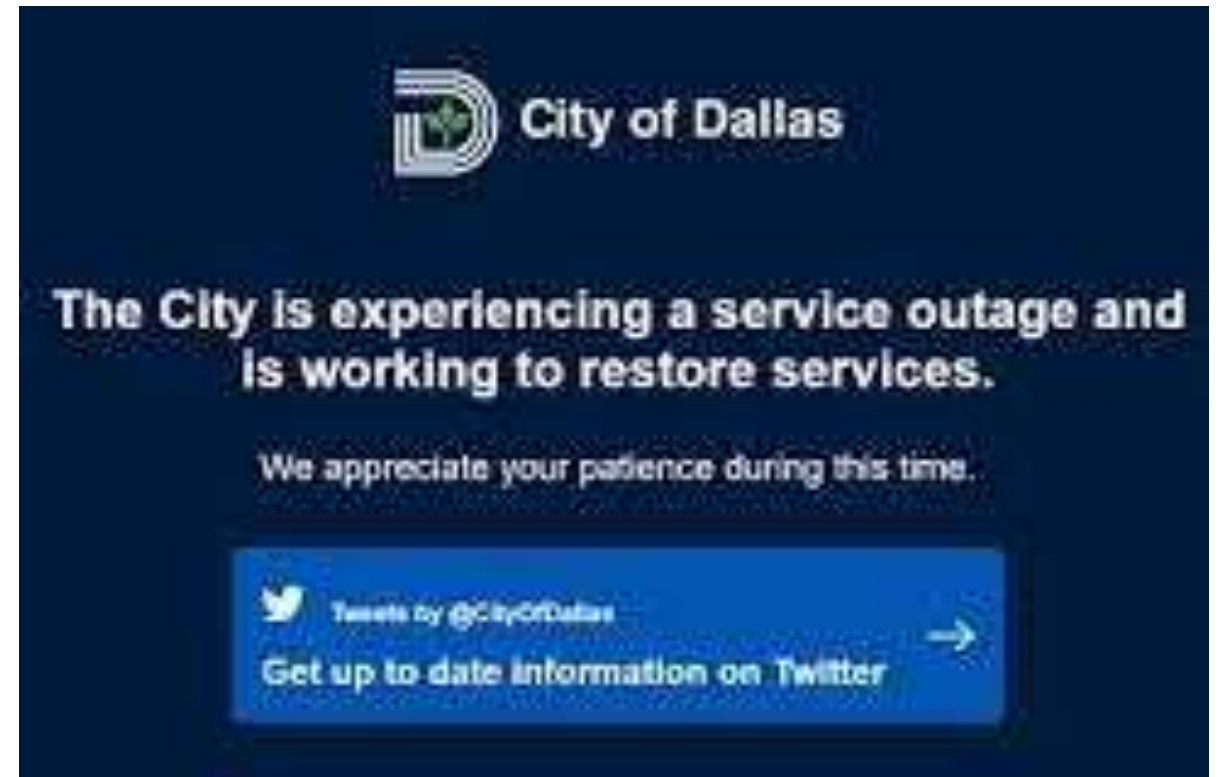 City of Dallas
The City is experiencing a service outage and
is working to restore services.
We appreciate your patience during this time.
Tweets by @CityOfDallas
Get up to date information on Twitter